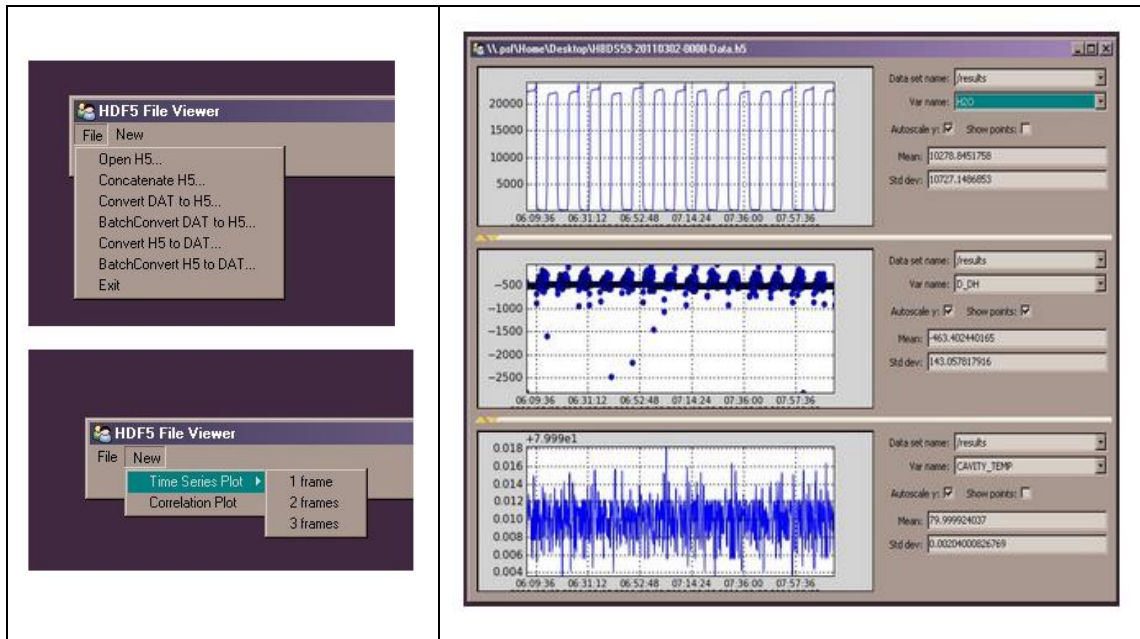 HDF5 File Viewer
File New
Open H5...
Concatenate H5...
Convert DAT to H5...
BatchConvert DAT to H5...
Convert H5 to DAT...
BatchConvert H5 to DAT...
Exit
HDF5 File Viewer
File New
Time Series Plot
Correlation Plot
1 frame
2 frames
3 frames
\\.psf\Home\Desktop\HBDS59-20110302-0000-Data.h5
20000
15000
10000
5000
06:09:36 06:31:12 06:52:48 07:14:24 07:36:00 07:57:36
Data set name: /results
Var name: H2O
Autoscale y: Show points:
Mean: 10278.8451758
Std dev: 10727.1486853
−500
−1000
−1500
−2000
−2500
06:09:36 06:31:12 06:52:48 07:14:24 07:36:00 07:57:36
Data set name: /results
Var name: D_DH
Autoscale y: Show points:
Mean: -463.402440165
Std dev: 143.057817916
+7.999e1
0.018
0.016
0.014
0.012
0.010
0.008
0.006
0.004
06:09:36 06:31:12 06:52:48 07:14:24 07:36:00 07:57:36
Data set name: /results
Var name: CAVITY_TEMP
Autoscale y: Show points:
Mean: 79.999924037
Std dev: 0.00204000826769